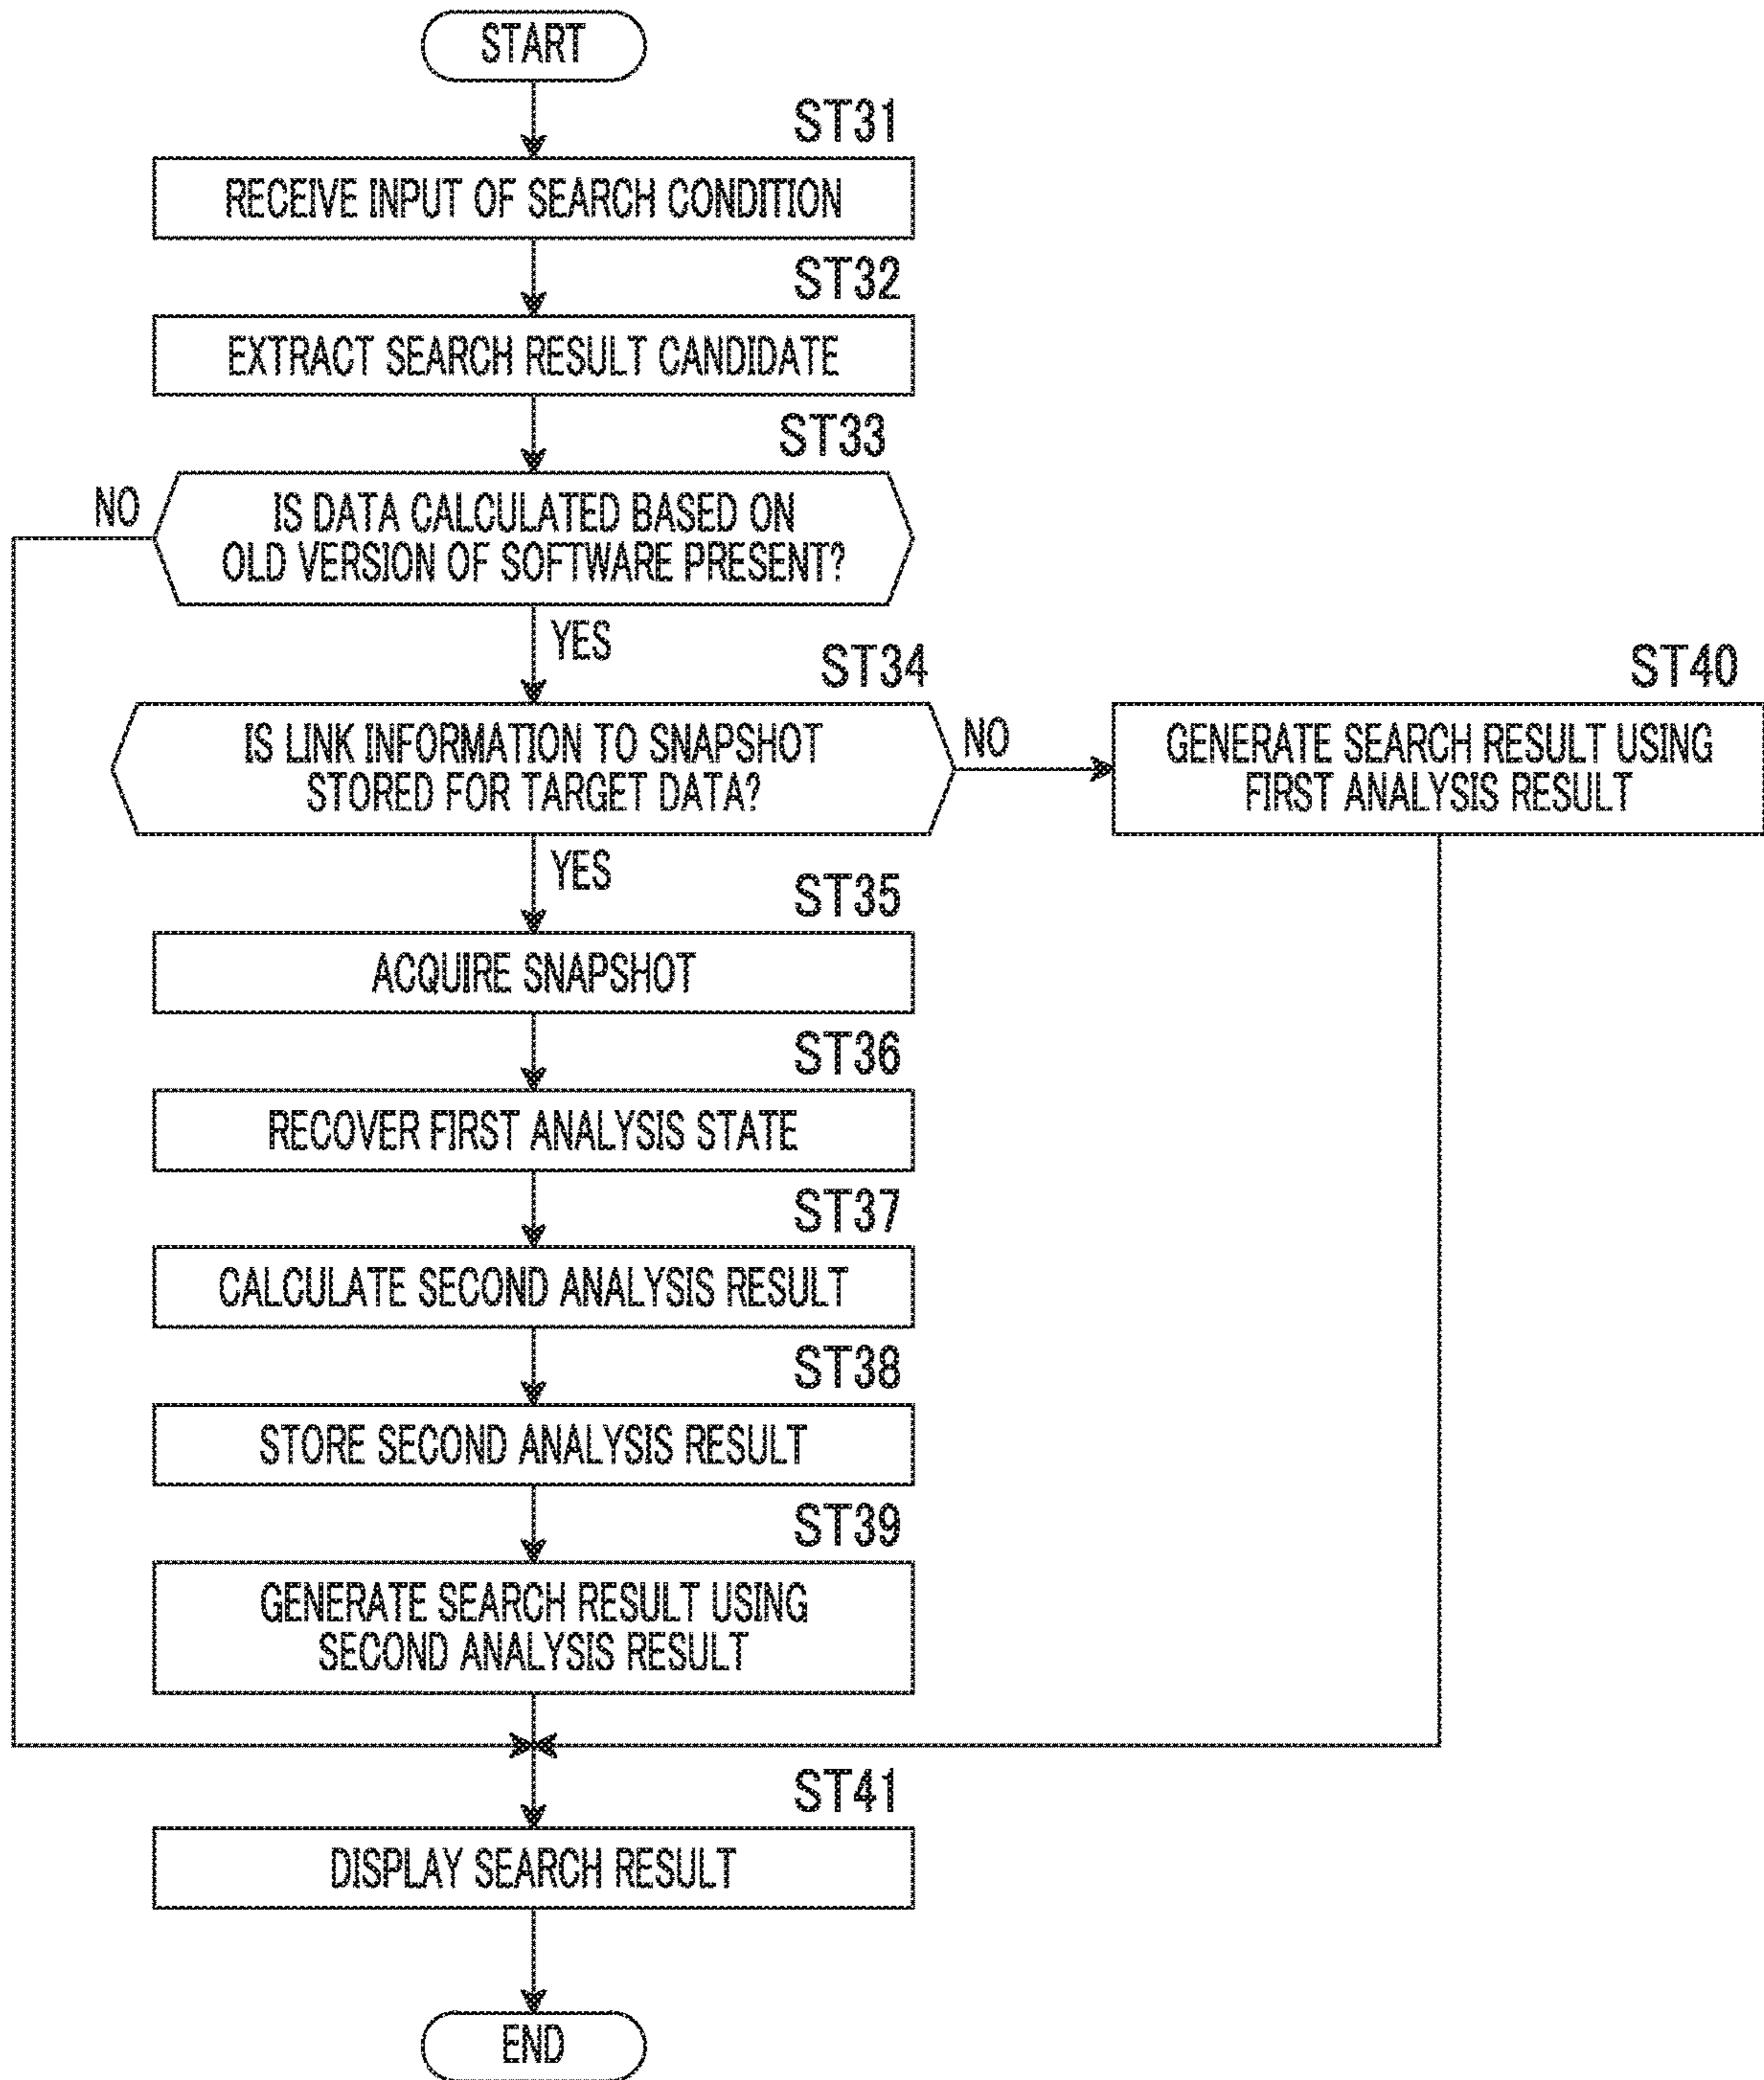 START
ST31
RECEIVE INPUT OF SEARCH CONDITION
ST32
EXTRACT SEARCH RESULT CANDIDATE
ST33
NO
IS DATA CALCULATED BASED ON
OLD VERSION OF SOFTWARE PRESENT?
YES
ST34
IS LINK INFORMATION TO SNAPSHOT
STORED FOR TARGET DATA?
NO
ST40
GENERATE SEARCH RESULT USING
FIRST ANALYSIS RESULT
YES
ST35
ACQUIRE SNAPSHOT
ST36
RECOVER FIRST ANALYSIS STATE
ST37
CALCULATE SECOND ANALYSIS RESULT
ST38
STORE SECOND ANALYSIS RESULT
ST39
GENERATE SEARCH RESULT USING
SECOND ANALYSIS RESULT
ST41
DISPLAY SEARCH RESULT
END